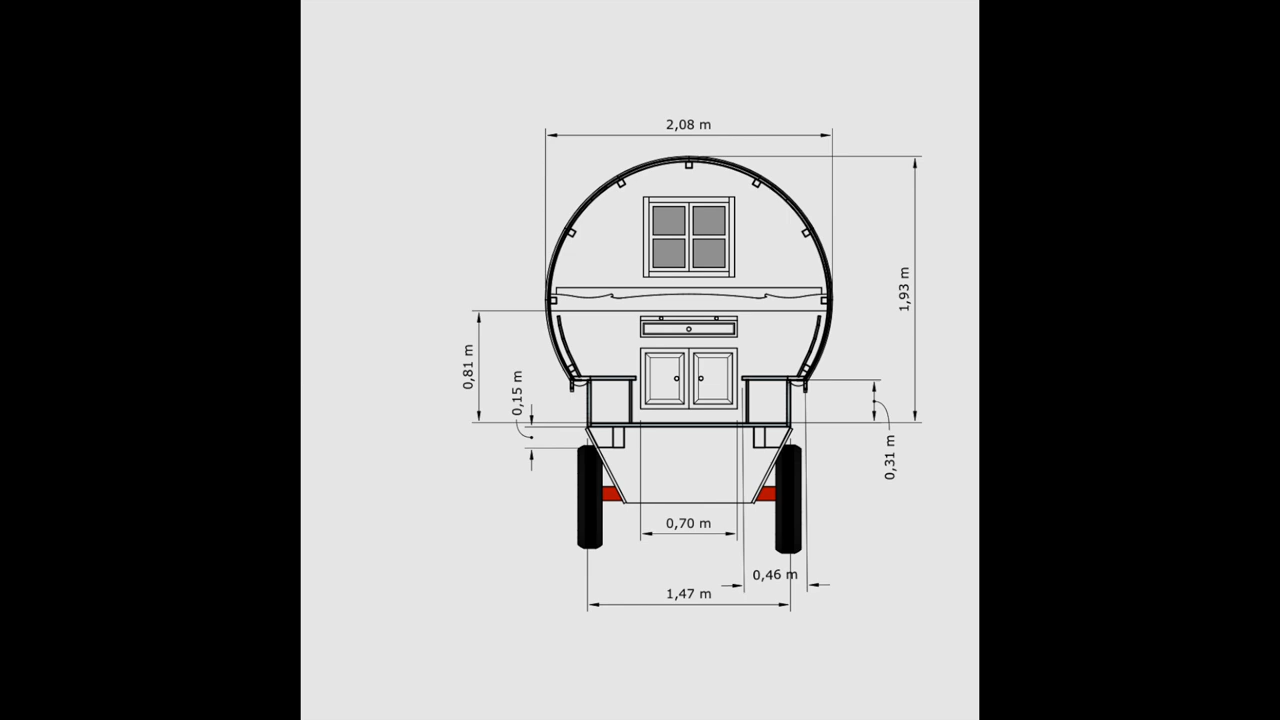 2,08 m
1,93 m
0,81 m
0,15 m
0,31 m
0,70 m
0,46 m
1,47 m